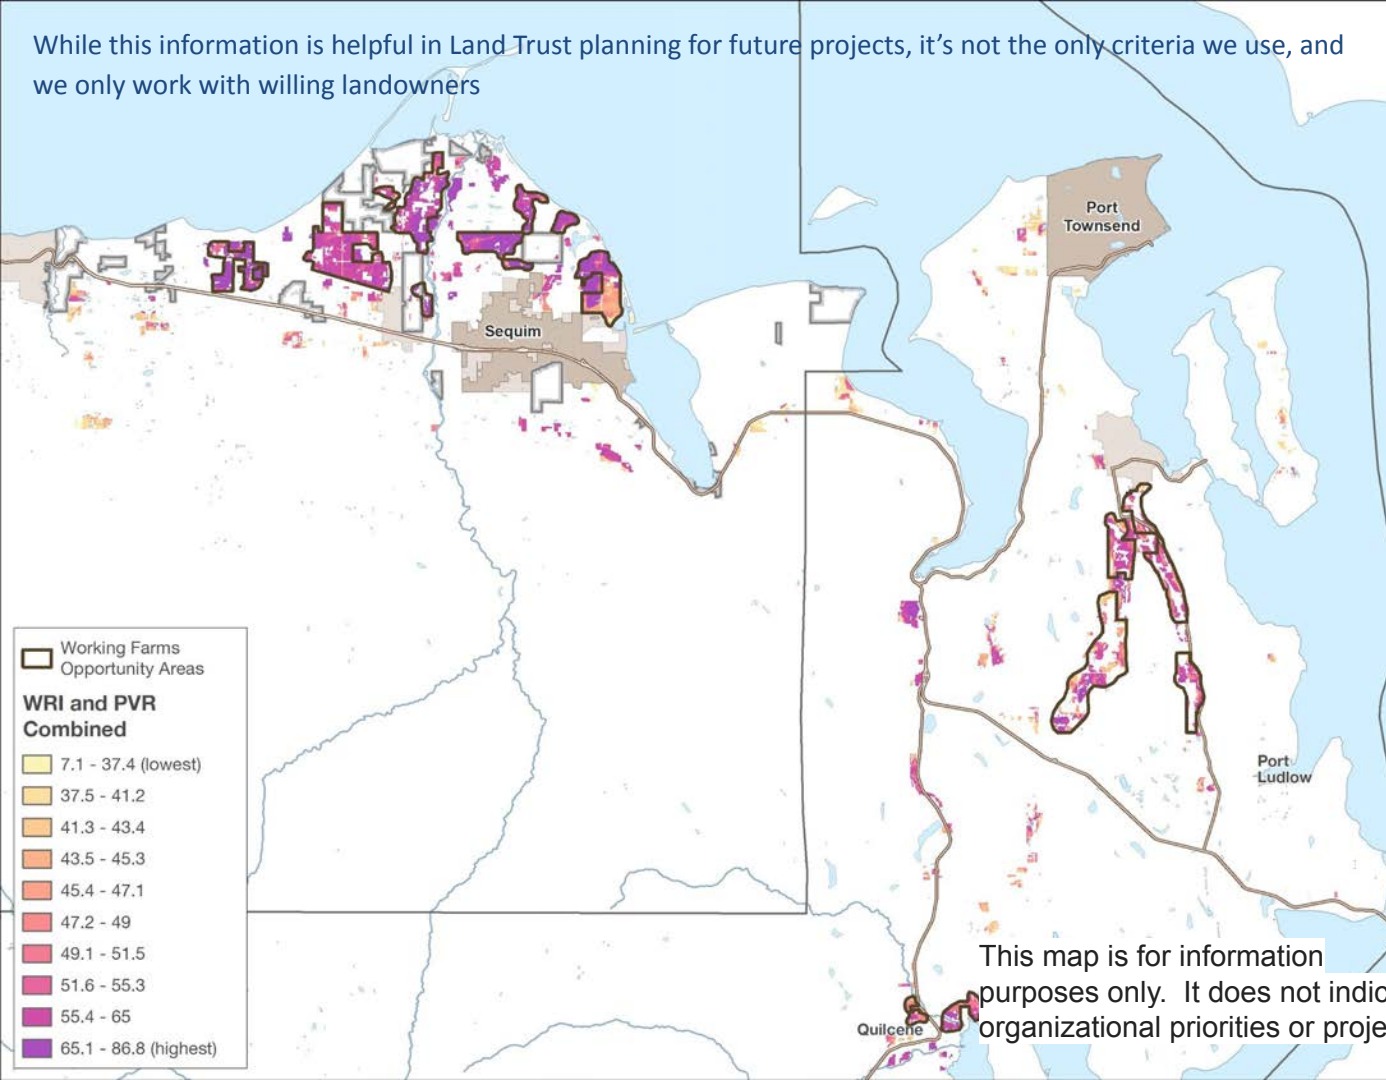 While this information is helpful in Land Trust planning for future projects, it's not the only criteria we use, and
we only work with willing landowners
Port
Townsend
Sequim
Working Farms
Opportunity Areas
WRI and PVR
Combined
7.1 - 37.4 (lowest)
37.5 - 41.2
41.3 - 43.4
43.5 - 45.3
45.4 - 47.1
47.2 - 49
49.1 - 51.5
51.6 - 55.3
55.4 - 65
65.1 - 86.8 (highest)
Port
Ludlow
Quilcene
This map is for information
purposes only. It does not indic
organizational priorities or proje